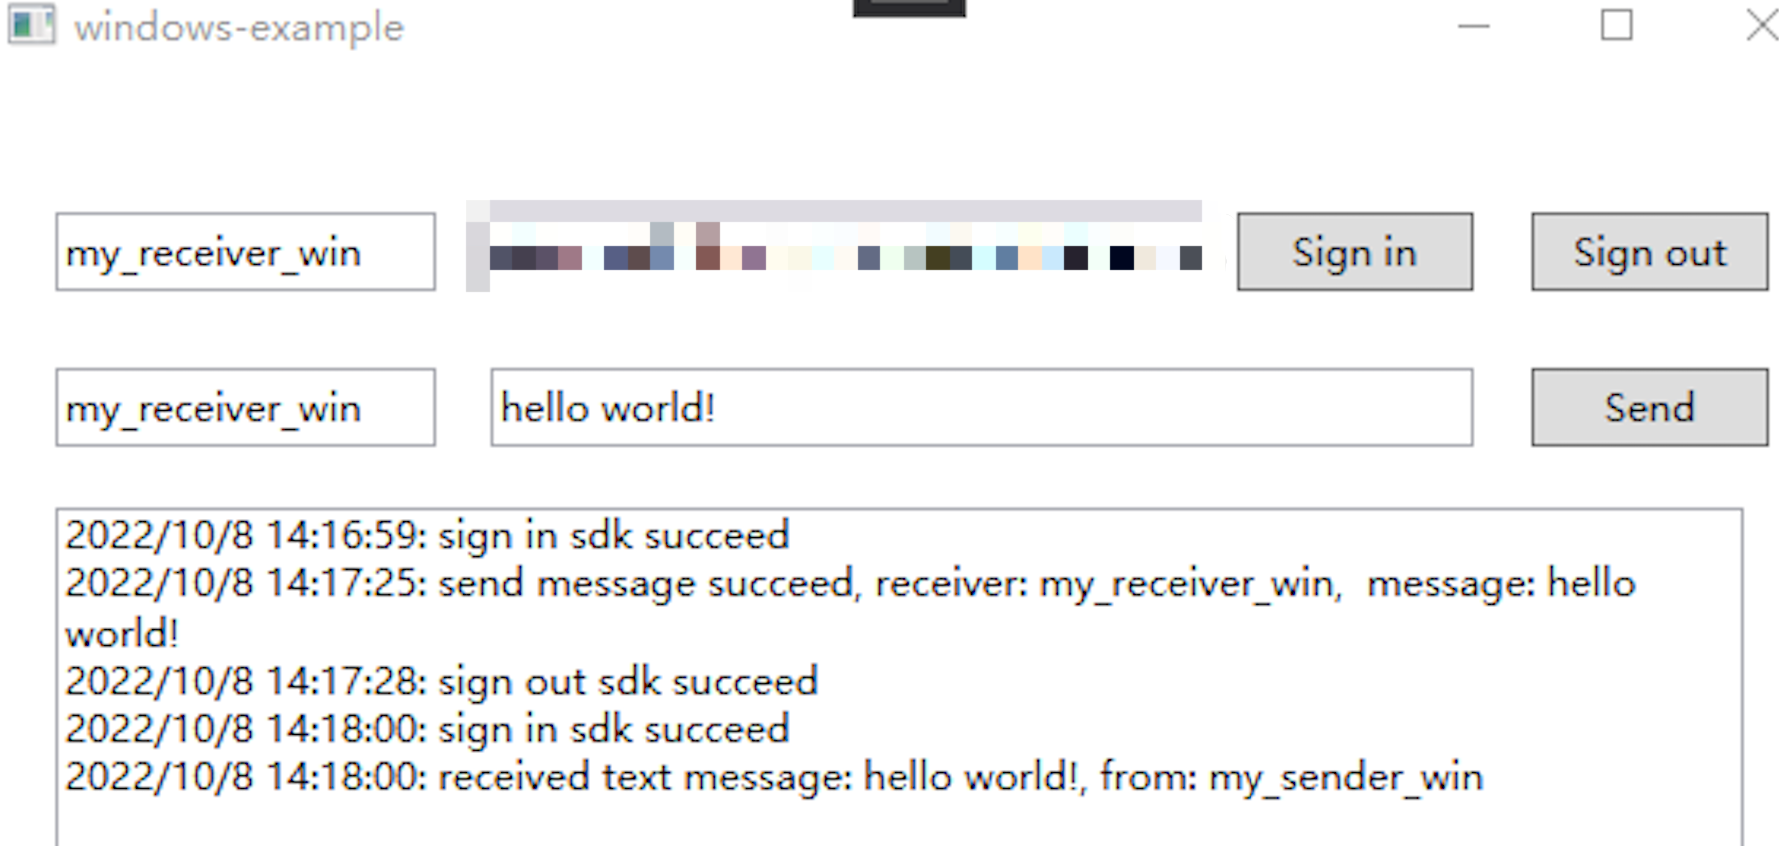 windows-example
my_receiver_win
Sign in
Sign out
my_receiver_win
hello world!
Send
2022/10/8 14:16:59: sign in sdk succeed
2022/10/8 14:17:25: send message succeed, receiver: my_receiver_win,  message: hello
world!
2022/10/8 14:17:28: sign out sdk succeed
2022/10/8 14:18:00: sign in sdk succeed
2022/10/8 14:18:00: received text message: hello world!, from: my_sender_win